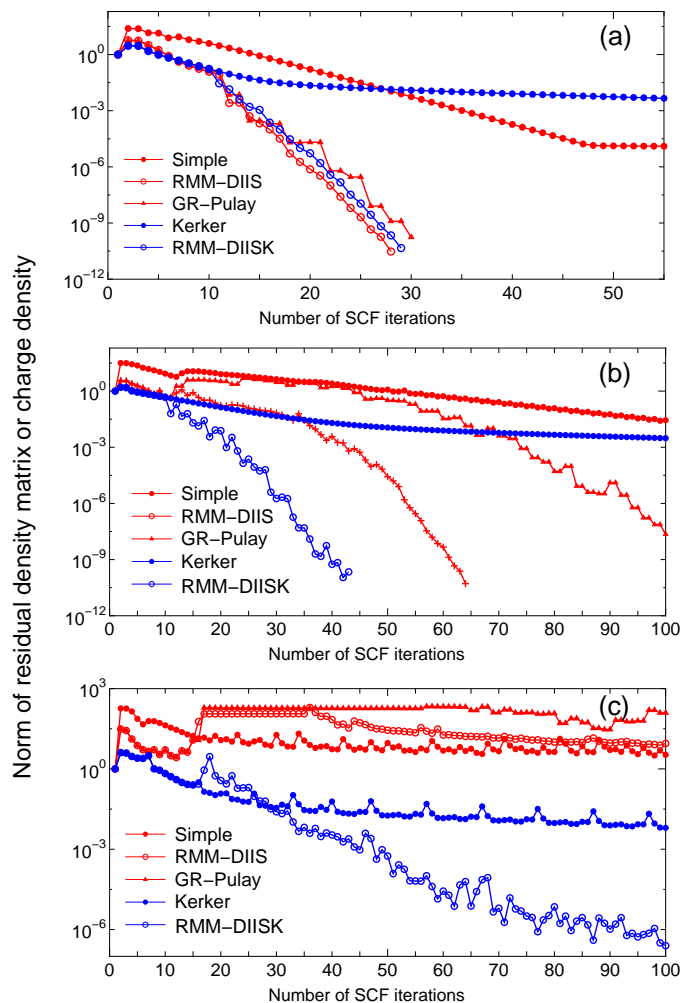 Norm of residual density matrix or charge density
(a)
10^0
10^-3
10^-6
10^-9
10^-12
Simple
RMM-DIIS
GR-Pulay
Kerker
RMM-DIISK
0 10 20 30 40 50
Number of SCF iterations
(b)
10^0
10^-3
10^-6
10^-9
10^-12
Simple
RMM-DIIS
GR-Pulay
Kerker
RMM-DIISK
0 10 20 30 40 50 60 70 80 90 100
Number of SCF iterations
(c)
10^3
10^0
10^-3
10^-6
Simple
RMM-DIIS
GR-Pulay
Kerker
RMM-DIISK
0 10 20 30 40 50 60 70 80 90 100
Number of SCF iterations